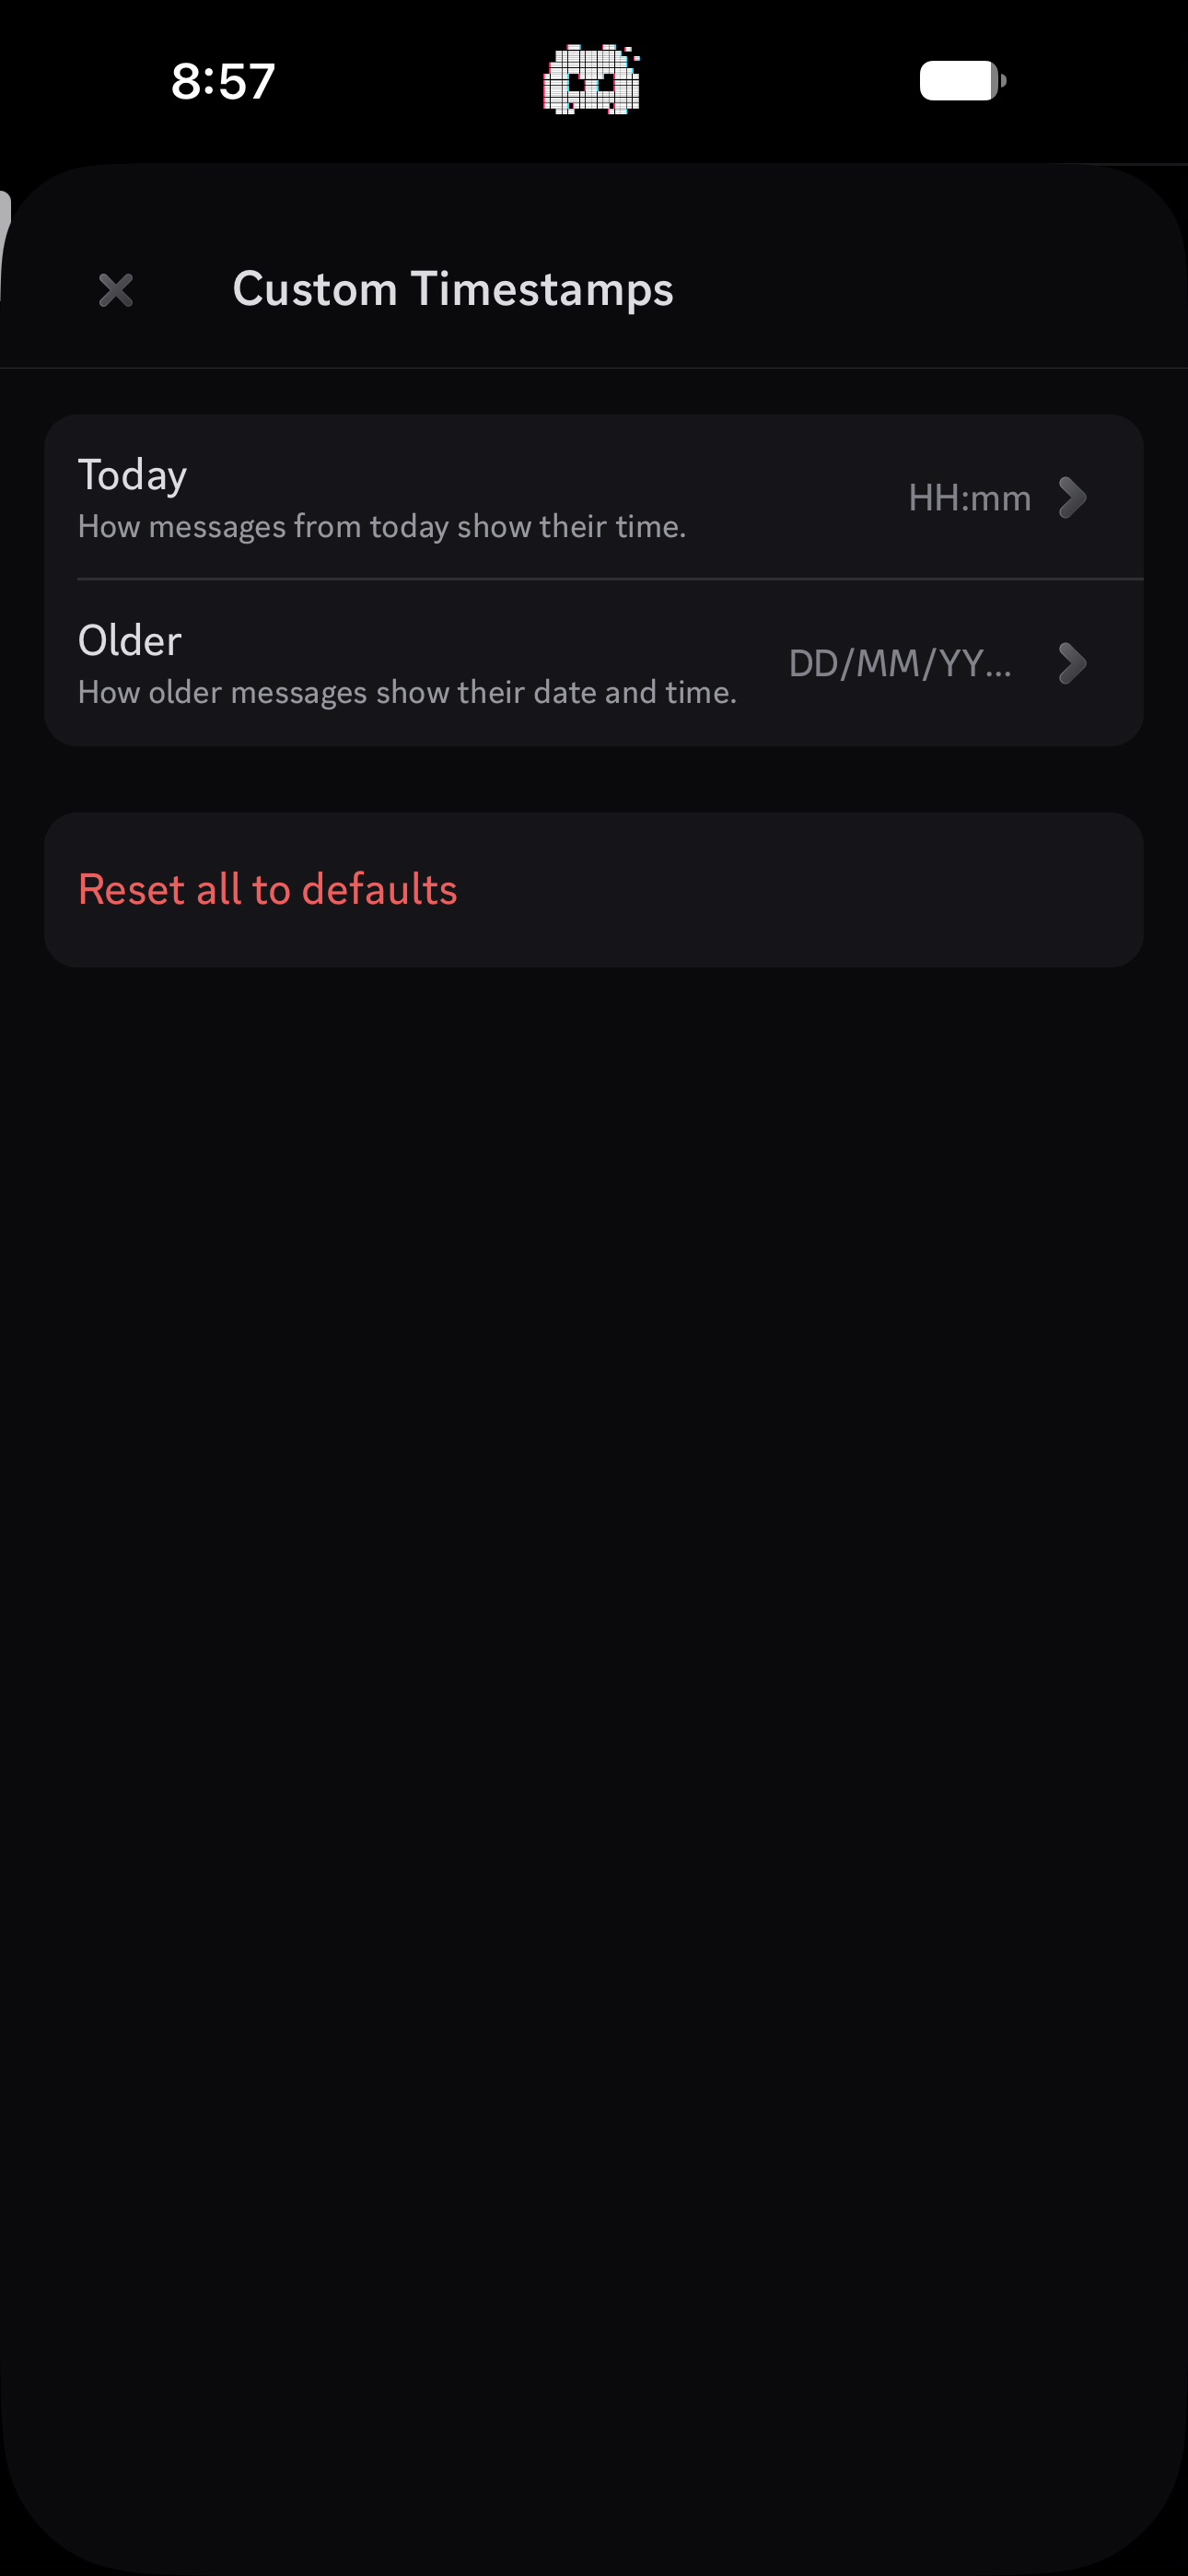 8:57
Custom Timestamps
Today
How messages from today show their time.
HH:mm
Older
How older messages show their date and time.
DD/MM/YY...
Reset all to defaults